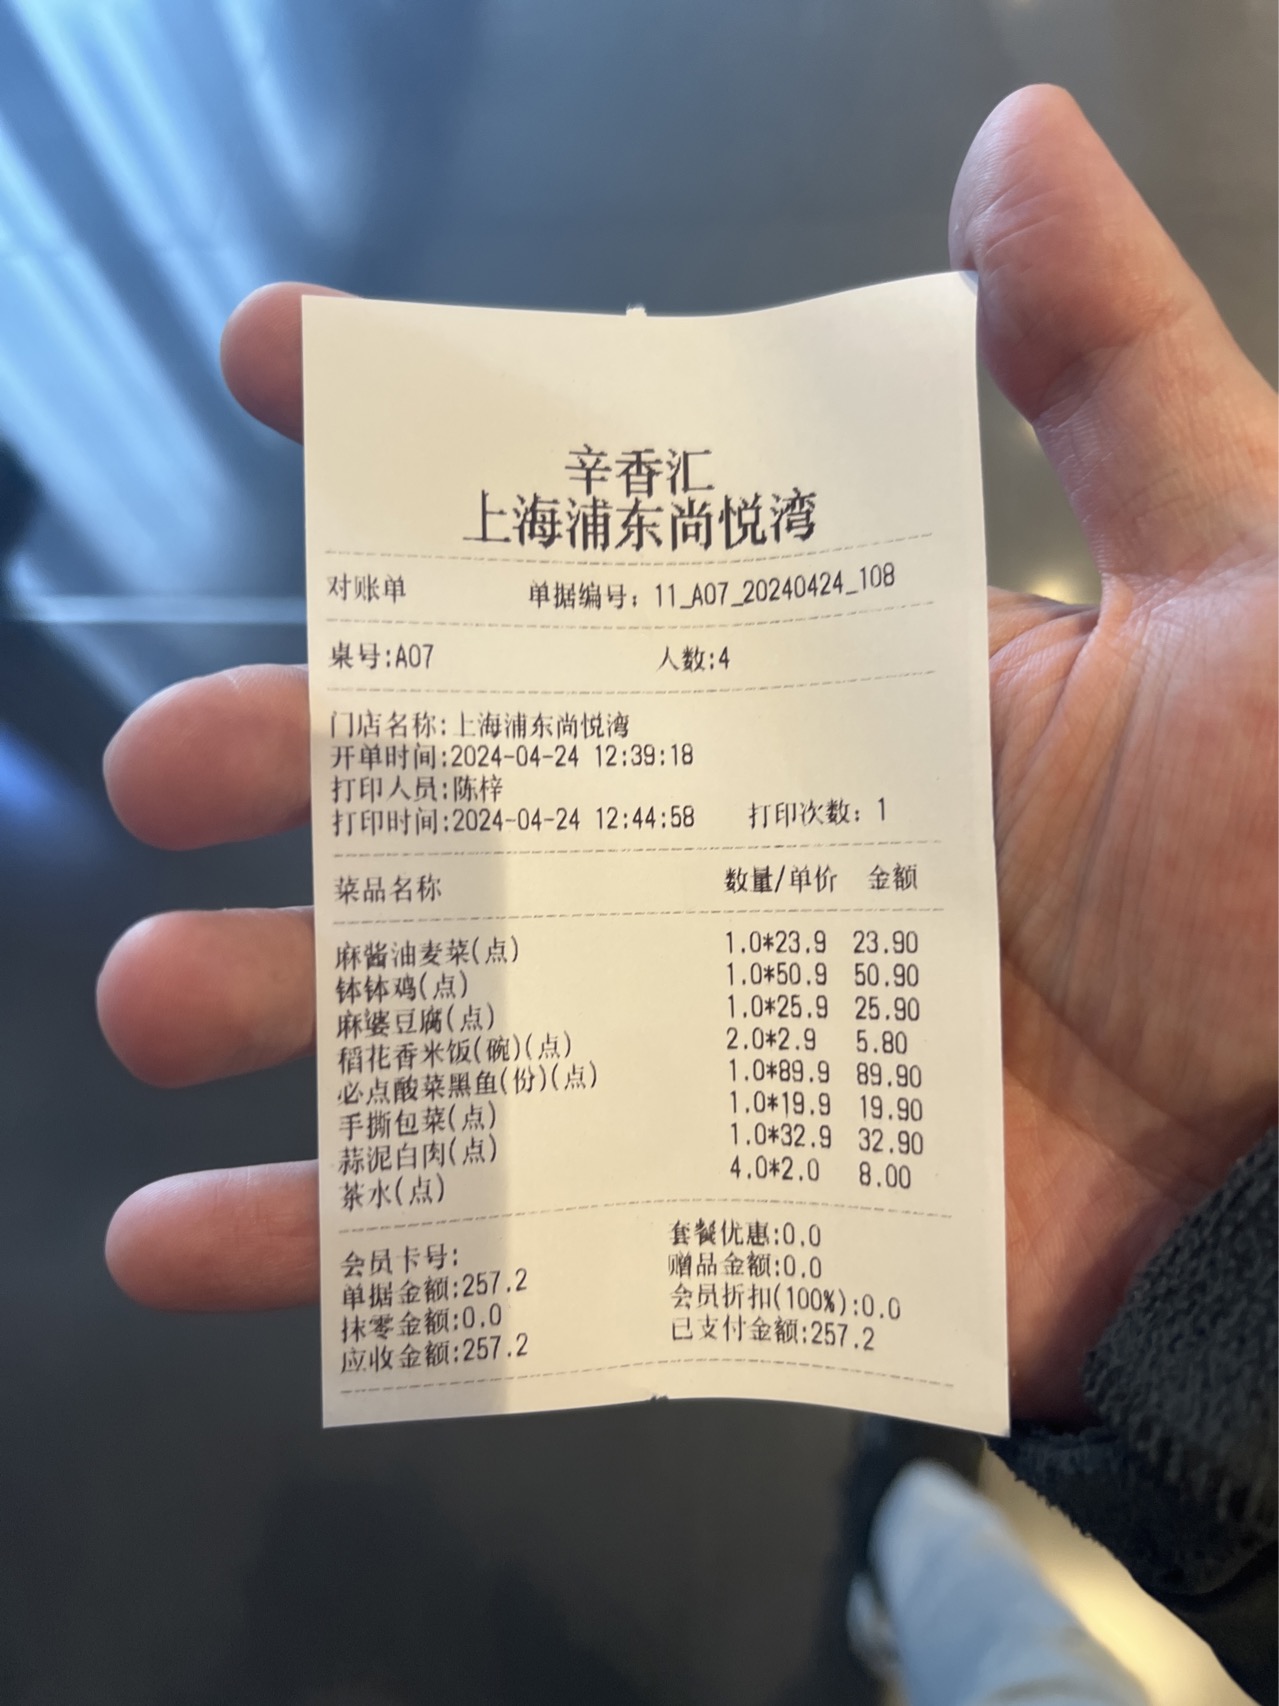 辛香汇
上海浦东尚悦湾
对账单 单据编号：11_A07_20240424_108
桌号:A07 人数:4
门店名称:上海浦东尚悦湾
开单时间:2024-04-24 12:39:18
打印人员:陈梓
打印时间:2024-04-24 12:44:58 打印次数：1
菜品名称 数量/单价 金额
麻酱油麦菜(点) 1.0*23.9 23.90
钵钵鸡(点) 1.0*50.9 50.90
麻婆豆腐(点) 1.0*25.9 25.90
稻花香米饭(碗)(点) 2.0*2.9 5.80
必点酸菜黑鱼(份)(点) 1.0*89.9 89.90
手撕包菜(点) 1.0*19.9 19.90
蒜泥白肉(点) 1.0*32.9 32.90
茶水(点) 4.0*2.0 8.00
会员卡号: 套餐优惠:0.0
单据金额:257.2 赠品金额:0.0
抹零金额:0.0 会员折扣(100%):0.0
应收金额:257.2 已支付金额:257.2